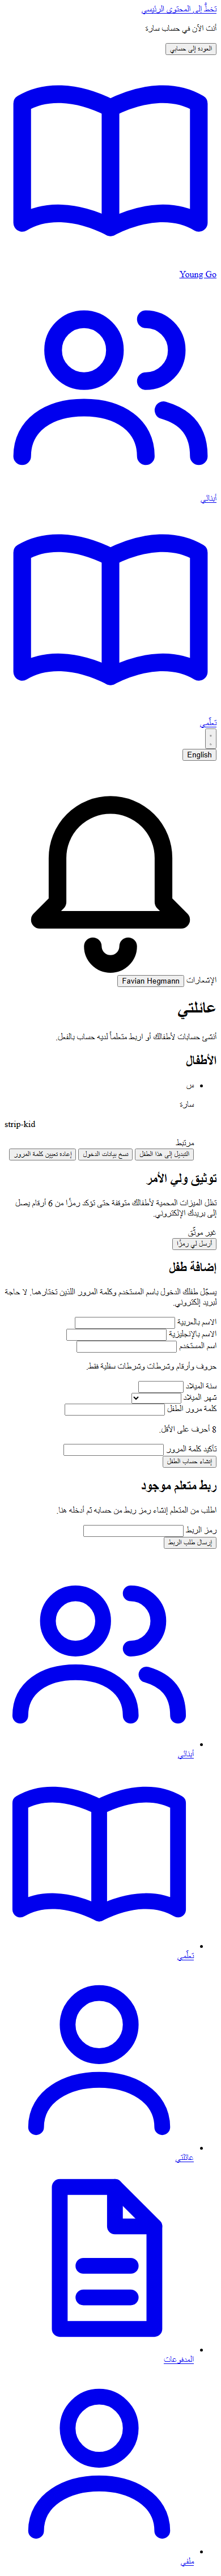 تخطَّ إلى المحتوى الرئيسي
أنت الآن في حساب سارة
العودة إلى حسابي
Young Go
أبنائي
تعلُّمي
English
الإشعارات Favian Hegmann
عائلتي
أنشئ حسابات لأطفالك أو اربط متعلماً لديه حساب بالفعل.
الأطفال
س
سارة
strip-kid
مرتبط
التبديل إلى هذا الطفل نسخ بيانات الدخول إعادة تعيين كلمة المرور
توثيق ولي الأمر
تظل الميزات المحمية لأطفالك متوقفة حتى تؤكد رمزًا من 6 أرقام يصل
إلى بريدك الإلكتروني.
غير موثَّق
أرسل لي رمزًا
إضافة طفل
يسجّل طفلك الدخول باسم المستخدم وكلمة المرور اللذين تختارهما. لا حاجة
لبريد إلكتروني.
الاسم بالعربية
الاسم بالإنجليزية
اسم المستخدم
حروف وأرقام وشرطات وشرطات سفلية فقط.
سنة الميلاد
شهر الميلاد
كلمة مرور الطفل
8 أحرف على الأقل.
تأكيد كلمة المرور
إنشاء حساب الطفل
ربط متعلم موجود
اطلب من المتعلم إنشاء رمز ربط من حسابه ثم أدخله هنا.
رمز الربط
إرسال طلب الربط
أبنائي
تعلُّمي
عائلتي
المدفوعات
ملفي